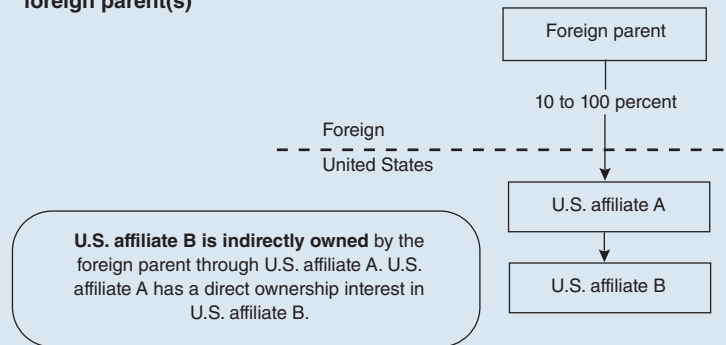 foreign parent(s)
Foreign parent
10 to 100 percent
Foreign
United States
U.S. affiliate A
U.S. affiliate B is indirectly owned by the
foreign parent through U.S. affiliate A. U.S.
affiliate A has a direct ownership interest in
U.S. affiliate B.
U.S. affiliate B